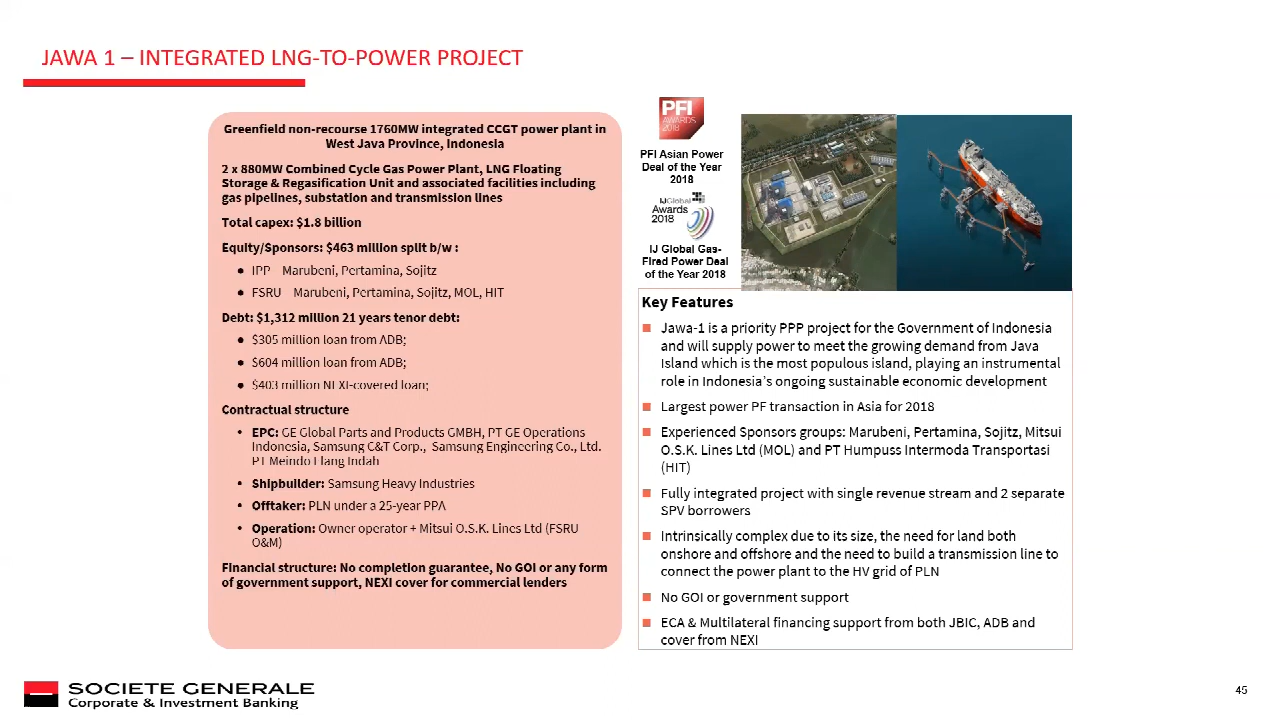 JAWA 1 – INTEGRATED LNG-TO-POWER PROJECT
Greenfield non-recourse 1760MW integrated CCGT power plant in
West Java Province, Indonesia
2 x 880MW Combined Cycle Gas Power Plant, LNG Floating
Storage & Regasification Unit and associated facilities including
gas pipelines, substation and transmission lines
Total capex: $1.8 billion
Equity/Sponsors: $463 million split b/w :
● IPP Marubeni, Pertamina, Sojitz
● FSRU Marubeni, Pertamina, Sojitz, MOL, HIT
Debt: $1,312 million 21 years tenor debt:
● $305 million loan from ADB;
● $604 million loan from ADB;
● $403 million NEXI-covered loan;
Contractual structure
• EPC: GE Global Parts and Products GMBH, PT GE Operations
Indonesia, Samsung C&T Corp., Samsung Engineering Co., Ltd.
PT Meindo Elang Indah
• Shipbuilder: Samsung Heavy Industries
• Offtaker: PLN under a 25-year PPA
• Operation: Owner operator + Mitsui O.S.K. Lines Ltd (FSRU
O&M)
Financial structure: No completion guarantee, No GOI or any form
of government support, NEXI cover for commercial lenders
PFI
AWARDS
2018
PFI Asian Power
Deal of the Year
2018
IJGlobal
Awards
2018
IJ Global Gas-
Fired Power Deal
of the Year 2018
Key Features
■ Jawa-1 is a priority PPP project for the Government of Indonesia
and will supply power to meet the growing demand from Java
Island which is the most populous island, playing an instrumental
role in Indonesia's ongoing sustainable economic development
■ Largest power PF transaction in Asia for 2018
■ Experienced Sponsors groups: Marubeni, Pertamina, Sojitz, Mitsui
O.S.K. Lines Ltd (MOL) and PT Humpuss Intermoda Transportasi
(HIT)
■ Fully integrated project with single revenue stream and 2 separate
SPV borrowers
■ Intrinsically complex due to its size, the need for land both
onshore and offshore and the need to build a transmission line to
connect the power plant to the HV grid of PLN
■ No GOI or government support
■ ECA & Multilateral financing support from both JBIC, ADB and
cover from NEXI
SOCIETE GENERALE
Corporate & Investment Banking
45